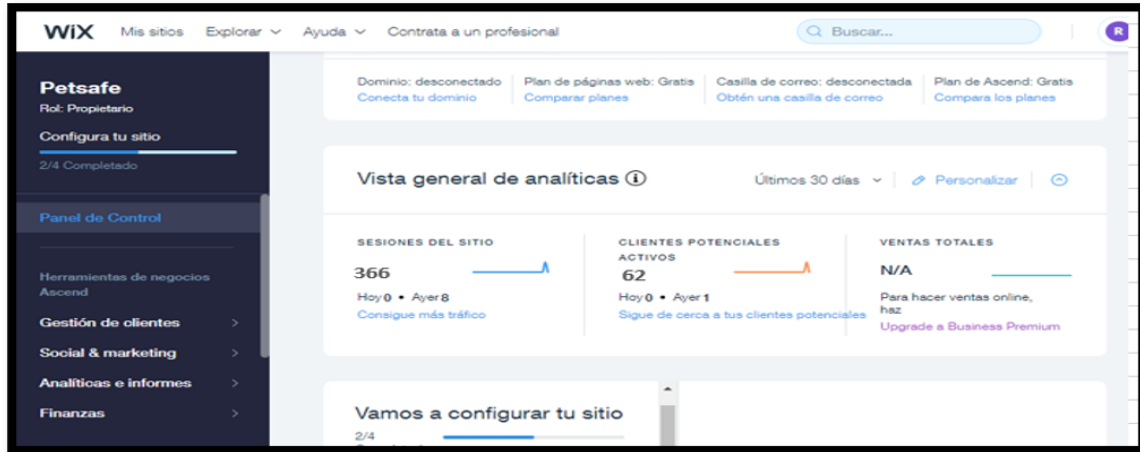 WiX Mis sitios Explorar Ayuda Contrata a un profesional Buscar... R
Petsafe
Rol: Propietario
Configura tu sitio
2/4 Completado
Panel de Control
Herramientas de negocios
Ascend
Gestión de clientes
Social & marketing
Analíticas e informes
Finanzas
Dominio: desconectado
Conecta tu dominio
Plan de páginas web: Gratis
Comparar planes
Casilla de correo: desconectada
Obtén una casilla de correo
Plan de Ascend: Gratis
Compara los planes
Vista general de analíticas
Últimos 30 días
Personalizar
SESIONES DEL SITIO
366
Hoy 0 • Ayer 8
Consigue más tráfico
CLIENTES POTENCIALES
ACTIVOS
62
Hoy 0 • Ayer 1
Sigue de cerca a tus clientes potenciales
VENTAS TOTALES
N/A
Para hacer ventas online,
haz
Upgrade a Business Premium
Vamos a configurar tu sitio
2/4